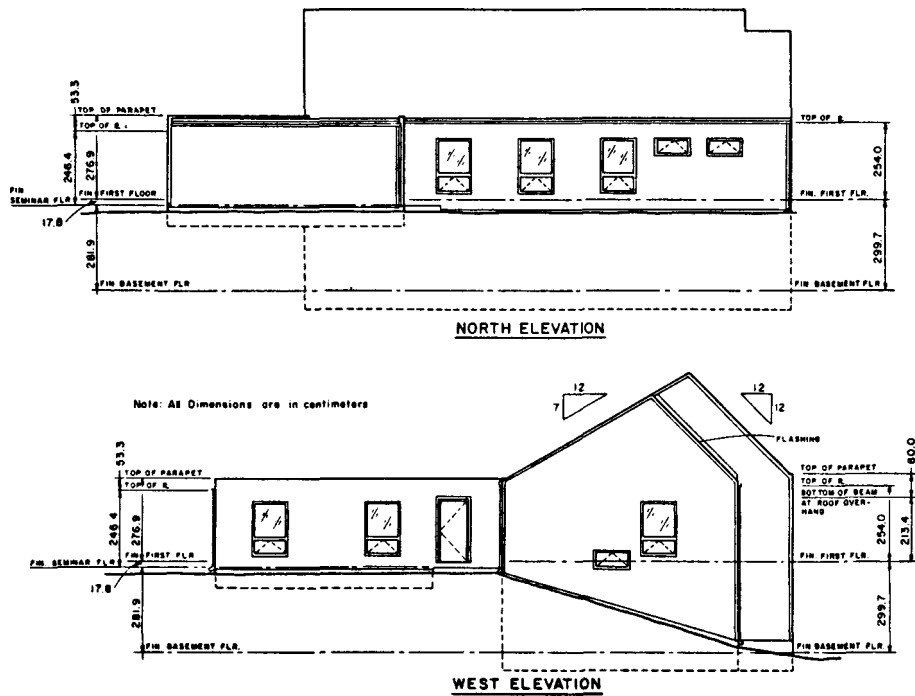 53.3
TOP OF PARAPET
TOP OF R.
246.4
276.9
FIN FIRST FLOOR
FIN
SEMINAR FLR
17.8
281.9
FIN BASEMENT FLR
TOP OF R.
254.0
FIN. FIRST FLR.
299.7
FIN BASEMENT FLR.
NORTH ELEVATION
Note: All Dimensions are in centimeters
12
7
12
12
FLASHING
53.3
TOP OF PARAPET
TOP OF R.
246.4
276.9
FIN FIRST FLR
FIN. SEMINAR FLR
17.8
281.9
FIN BASEMENT FLR.
60.0
TOP OF PARAPET
TOP OF R.
BOTTOM OF BEAM
AT ROOF OVER-
HAND
254.0
213.4
FIN. FIRST FLR.
299.7
FIN BASEMENT FLR.
WEST ELEVATION